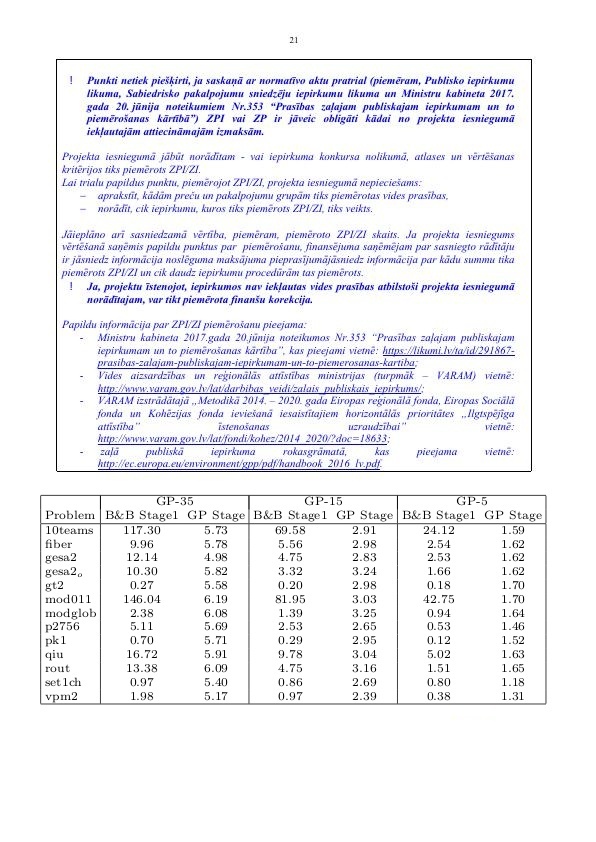 21
! Punkti netiek piešķirti, ja saskaņā ar normatīvo aktu pratrial (piemēram, Publisko iepirkumu
likuma, Sabiedrisko pakalpojumu sniedzēju iepirkumu likuma un Ministru kabineta 2017.
gada 20. jūnija noteikumiem Nr.353 “Prasības zaļajam publiskajam iepirkumam un to
piemērošanas kārtībā”) ZPI vai ZP ir jāveic obligāti kādai no projekta iesniegumā
iekļautajām attiecināmajām izmaksām.
Projekta iesniegumā jābūt norādītam - vai iepirkuma konkursa nolikumā, atlases un vērtēšanas
kritērijos tiks piemērots ZPI/ZI.
Lai trialu papildus punktu, piemērojot ZPI/ZI, projekta iesniegumā nepieciešams:
– aprakstīt, kādām preču un pakalpojumu grupām tiks piemērotas vides prasības,
– norādīt, cik iepirkumu, kuros tiks piemērots ZPI/ZI, tiks veikts.
Jāieplāno arī sasniedzamā vērtība, piemēram, piemēroto ZPI/ZI skaits. Ja projekta iesniegums
vērtēšanā saņēmis papildu punktus par piemērošanu, finansējuma saņēmējam par sasniegto rādītāju
ir jāsniedz informācija noslēguma maksājuma pieprasījumājāsniedz informācija par kādu summu tika
piemērots ZPI/ZI un cik daudz iepirkumu procedūrām tas piemērots.
! Ja, projektu īstenojot, iepirkumos nav iekļautas vides prasības atbilstoši projekta iesniegumā
norādītajam, var tikt piemērota finanšu korekcija.
Papildu informācija par ZPI/ZI piemērošanu pieejama:
- Ministru kabineta 2017.gada 20.jūnija noteikumos Nr.353 “Prasības zaļajam publiskajam
iepirkumam un to piemērošanas kārtība”, kas pieejami vietnē: https://likumi.lv/ta/id/291867-
prasibas-zalajam-publiskajam-iepirkumam-un-to-piemerosanas-kartiba;
- Vides aizsardzības un reģionālās attīstības ministrijas (turpmāk – VARAM) vietnē:
http://www.varam.gov.lv/lat/darbibas_veidi/zalais_publiskais_iepirkums/;
- VARAM izstrādātajā „Metodikā 2014. – 2020. gada Eiropas reģionālā fonda, Eiropas Sociālā
fonda un Kohēzijas fonda ieviešanā iesaistītajiem horizontālās prioritātes „Ilgtspējīga
attīstība” īstenošanas uzraudzībai” vietnē:
http://www.varam.gov.lv/lat/fondi/kohez/2014_2020/?doc=18633;
- zaļā publiskā iepirkuma rokasgrāmatā, kas pieejama vietnē:
http://ec.europa.eu/environment/gpp/pdf/handbook_2016_lv.pdf.
GP-35 GP-15 GP-5
Problem B&B Stage1 GP Stage B&B Stage1 GP Stage B&B Stage1 GP Stage
10teams 117.30 5.73 69.58 2.91 24.12 1.59
fiber 9.96 5.78 5.56 2.98 2.54 1.62
gesa2 12.14 4.98 4.75 2.83 2.53 1.62
gesa2_o 10.30 5.82 3.32 3.24 1.66 1.62
gt2 0.27 5.58 0.20 2.98 0.18 1.70
mod011 146.04 6.19 81.95 3.03 42.75 1.70
modglob 2.38 6.08 1.39 3.25 0.94 1.64
p2756 5.11 5.69 2.53 2.65 0.53 1.46
pk1 0.70 5.71 0.29 2.95 0.12 1.52
qiu 16.72 5.91 9.78 3.04 5.02 1.63
rout 13.38 6.09 4.75 3.16 1.51 1.65
set1ch 0.97 5.40 0.86 2.69 0.80 1.18
vpm2 1.98 5.17 0.97 2.39 0.38 1.31